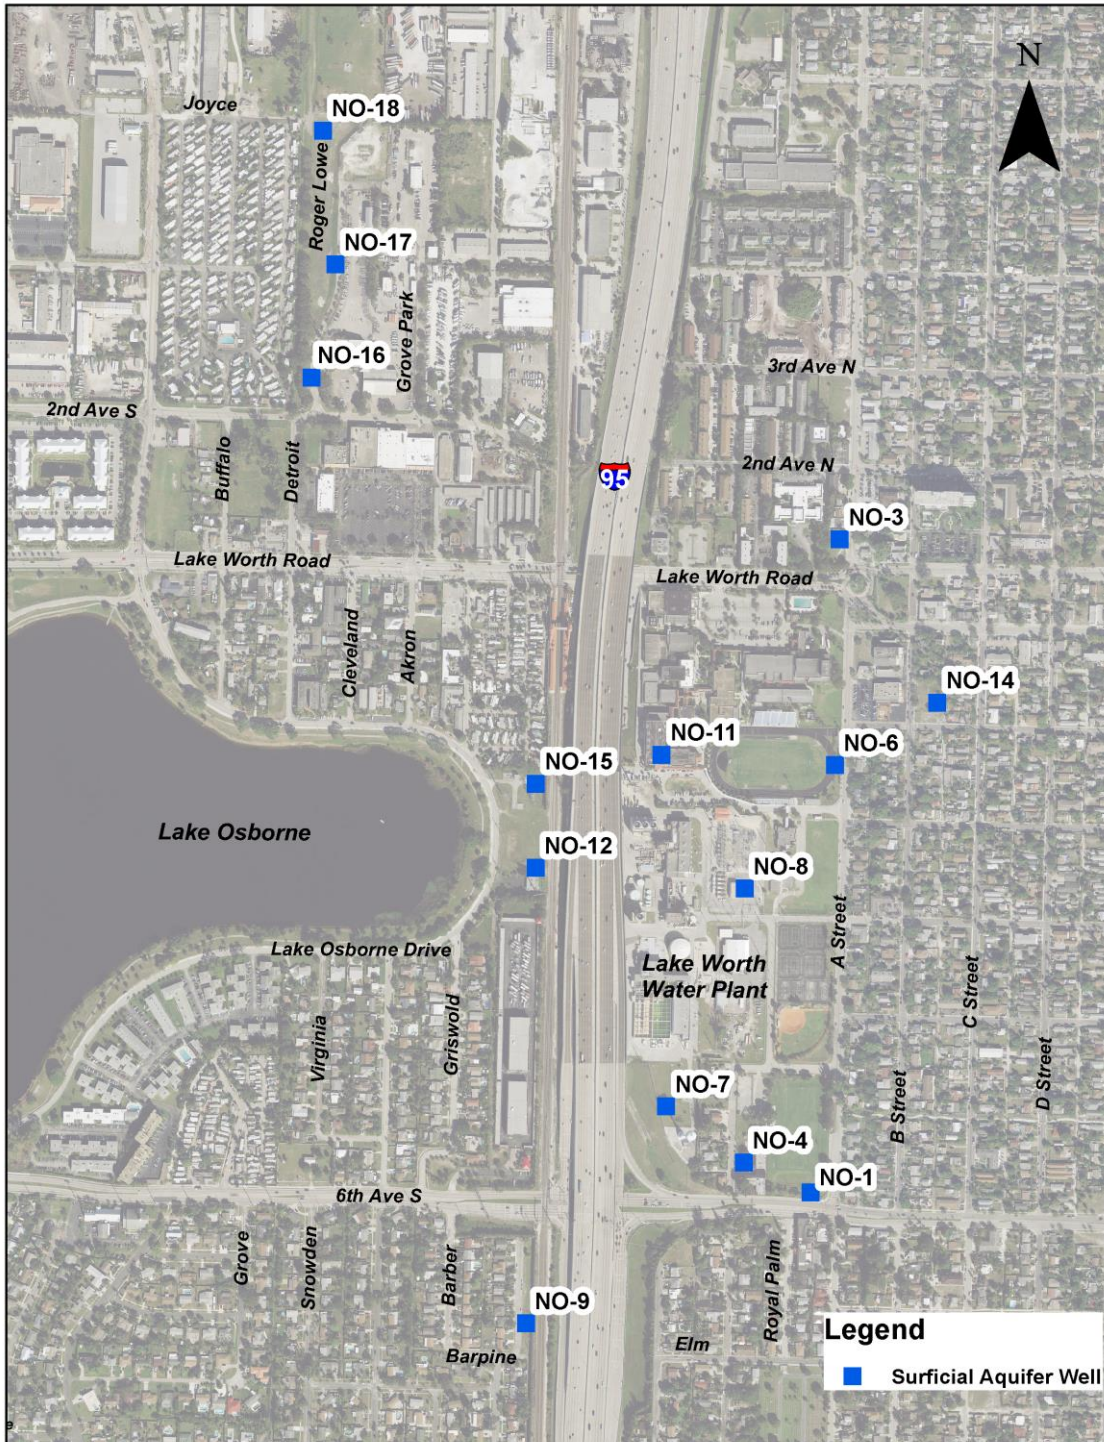 N
Joyce
NO-18
Roger Lowe
NO-17
Grove Park
NO-16
3rd Ave N
2nd Ave S
Buffalo
Detroit
2nd Ave N
95
NO-3
Lake Worth Road
Lake Worth Road
Cleveland
Akron
NO-14
NO-11
NO-6
NO-15
Lake Osborne
NO-12
NO-8
A Street
Lake Osborne Drive
Lake Worth
Water Plant
C Street
Virginia
Griswold
D Street
B Street
NO-7
NO-4
NO-1
6th Ave S
Grove
Snowden
Barber
Royal Palm
NO-9
Elm
Barpine
Legend
Surficial Aquifer Well